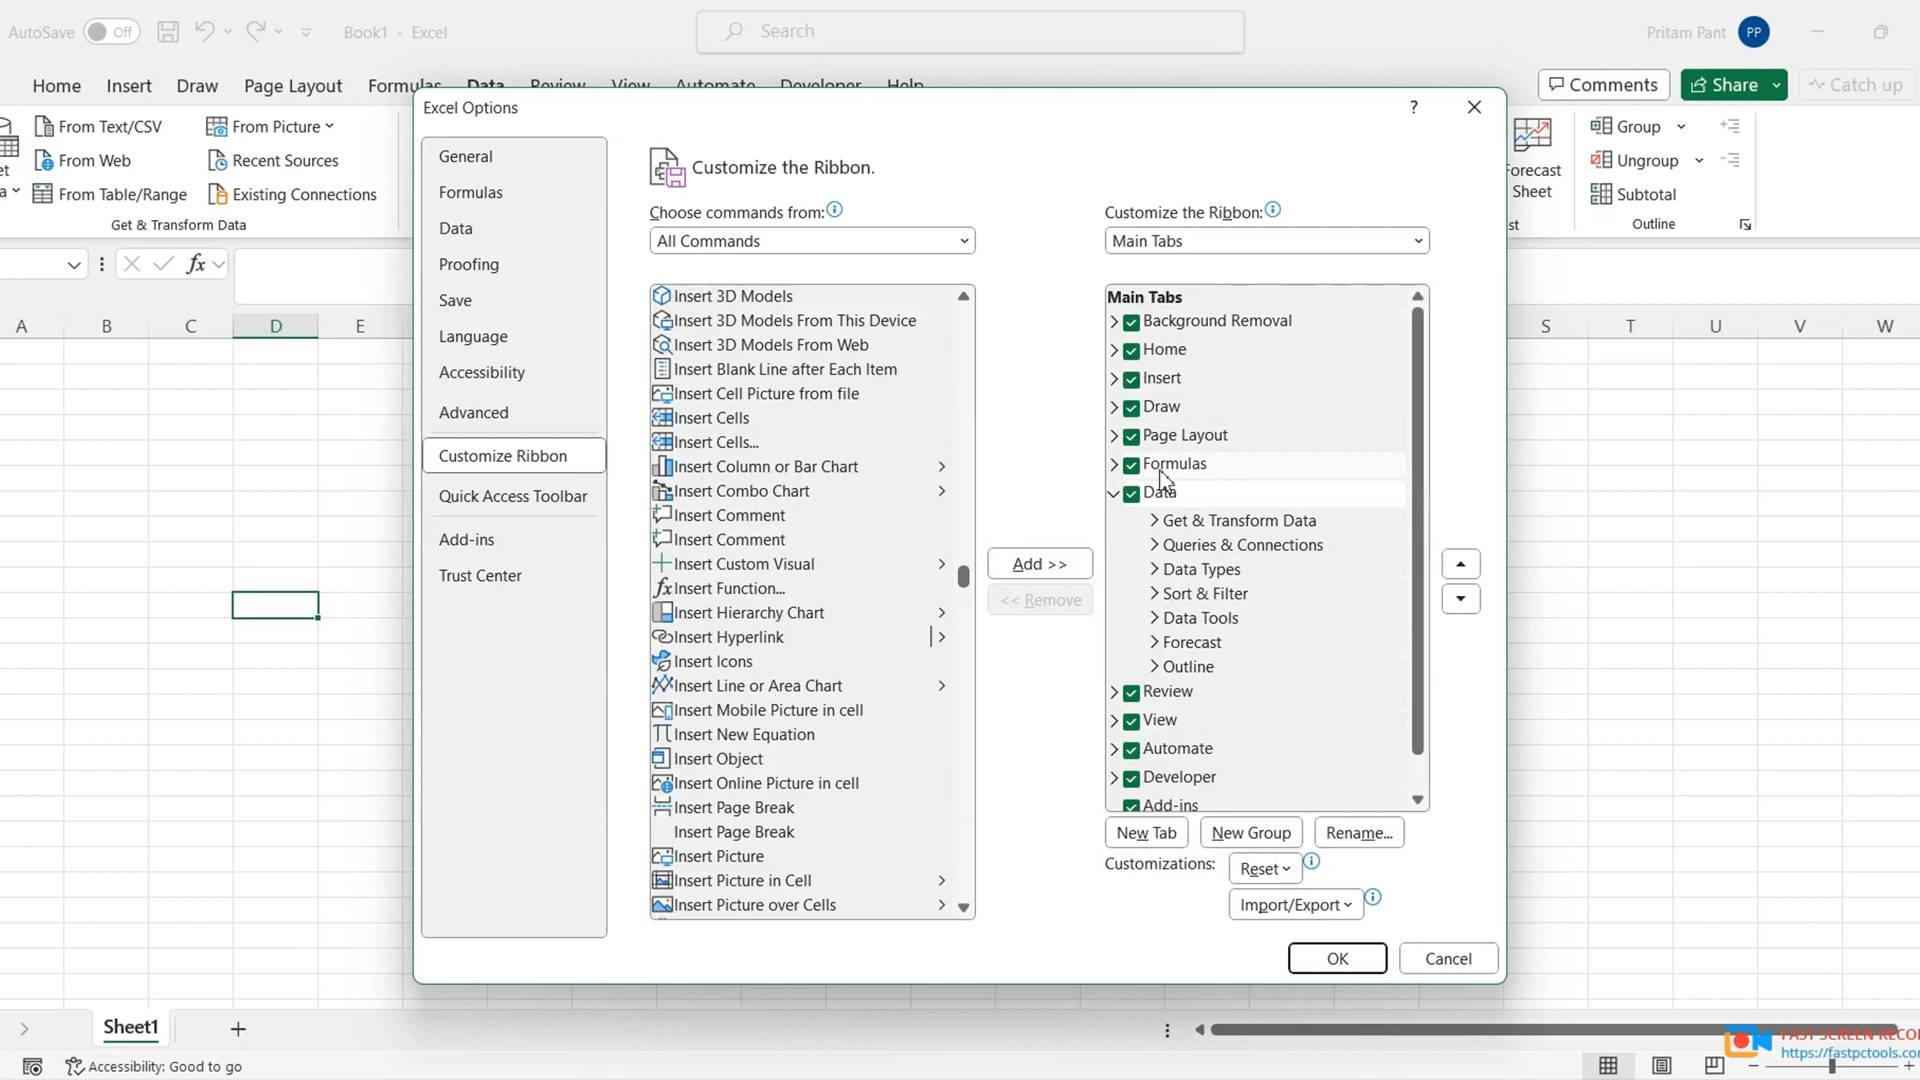 AutoSave Off Book1 - Excel Search Pritam Pant PP
Home Insert Draw Page Layout Formulas Data Review View Automate Developer Help Comments Share Catch up
From Text/CSV From Picture
From Web Recent Sources
From Table/Range Existing Connections
Get & Transform Data
Forecast
Sheet
Group
Ungroup
Subtotal
Outline
fx
A B C D E S T U V W
Excel Options ?
General
Formulas
Data
Proofing
Save
Language
Accessibility
Advanced
Customize Ribbon
Quick Access Toolbar
Add-ins
Trust Center
Customize the Ribbon.
Choose commands from:
All Commands
Insert 3D Models
Insert 3D Models From This Device
Insert 3D Models From Web
Insert Blank Line after Each Item
Insert Cell Picture from file
Insert Cells
Insert Cells...
Insert Column or Bar Chart
Insert Combo Chart
Insert Comment
Insert Comment
Insert Custom Visual
Insert Function...
Insert Hierarchy Chart
Insert Hyperlink
Insert Icons
Insert Line or Area Chart
Insert Mobile Picture in cell
Insert New Equation
Insert Object
Insert Online Picture in cell
Insert Page Break
Insert Page Break
Insert Picture
Insert Picture in Cell
Insert Picture over Cells
Add >>
<< Remove
Customize the Ribbon:
Main Tabs
Main Tabs
Background Removal
Home
Insert
Draw
Page Layout
Formulas
Data
Get & Transform Data
Queries & Connections
Data Types
Sort & Filter
Data Tools
Forecast
Outline
Review
View
Automate
Developer
Add-ins
New Tab New Group Rename...
Customizations: Reset
Import/Export
OK Cancel
Sheet1
Accessibility: Good to go
FAST SCREEN RECO
https://fastpctools.com